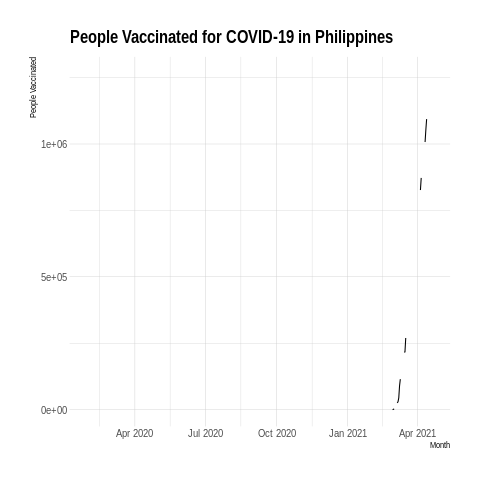 People Vaccinated for COVID-19 in Philippines
People Vaccinated
1e+06
5e+05
0e+00
Apr 2020 Jul 2020 Oct 2020 Jan 2021 Apr 2021
Month